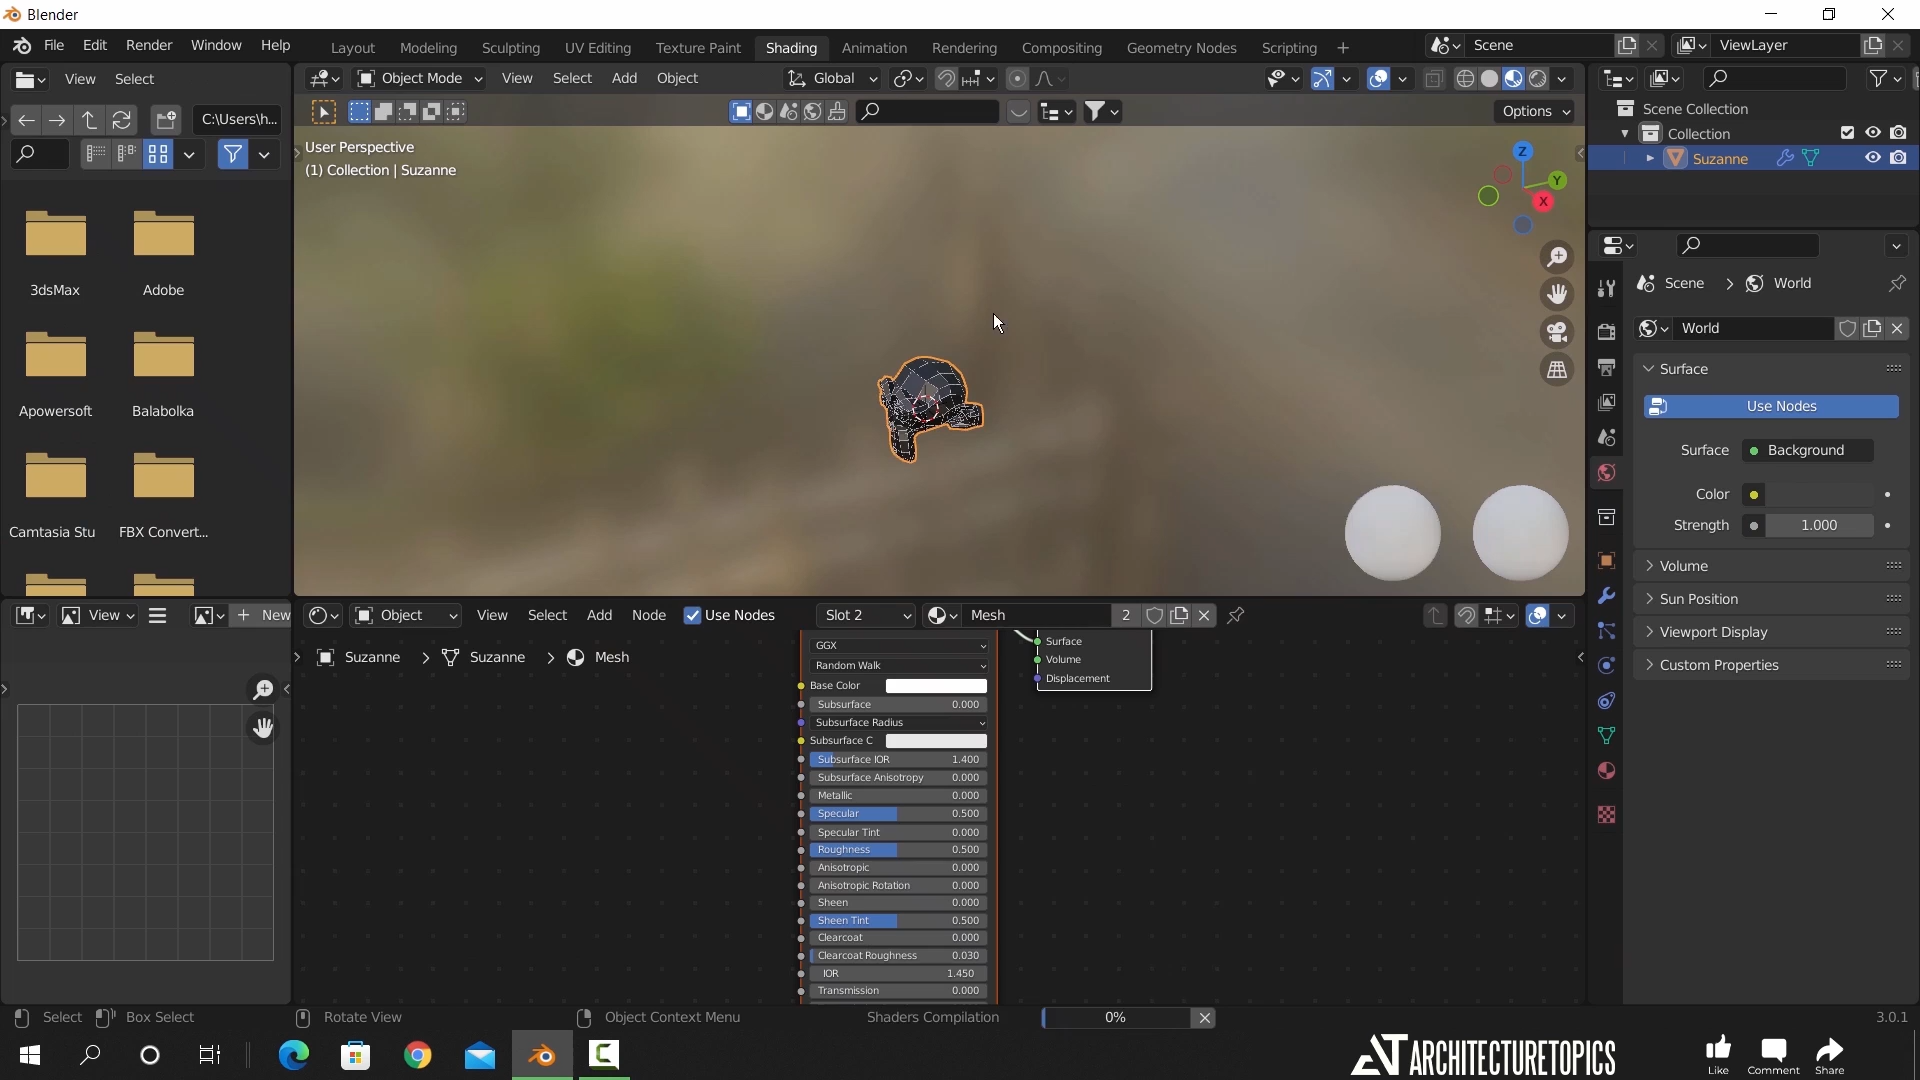 Blender
File Edit Render Window Help Layout Modeling Sculpting UV Editing Texture Paint Shading Animation Rendering Compositing Geometry Nodes Scripting Scene ViewLayer
View Select Object Mode View Select Add Object Global
C:\Users\h... Options
Scene Collection
Collection
Suzanne
User Perspective
(1) Collection | Suzanne
Z
Y
X
3dsMax Adobe
Apowersoft Balabolka
Camtasia Stu FBX Convert...
Scene World
World
Surface
Use Nodes
Surface Background
Color
Strength 1.000
Volume
Sun Position
Viewport Display
Custom Properties
View New Object View Select Add Node Use Nodes Slot 2 Mesh 2
Suzanne Suzanne Mesh
GGX
Random Walk
Base Color
Subsurface 0.000
Subsurface Radius
Subsurface C
Subsurface IOR 1.400
Subsurface Anisotropy 0.000
Metallic 0.000
Specular 0.500
Specular Tint 0.000
Roughness 0.500
Anisotropic 0.000
Anisotropic Rotation 0.000
Sheen 0.000
Sheen Tint 0.500
Clearcoat 0.000
Clearcoat Roughness 0.030
IOR 1.450
Transmission 0.000
Surface
Volume
Displacement
Select Box Select Rotate View Object Context Menu Shaders Compilation 0% 3.0.1
ARCHITECTURETOPICS
Like Comment Share